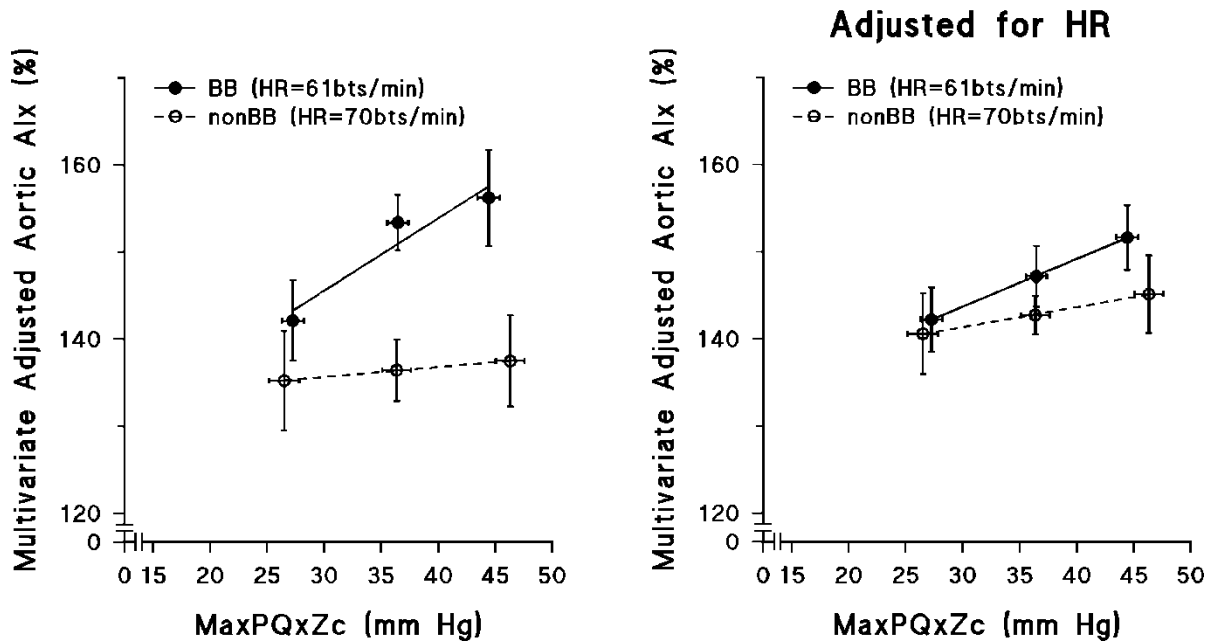 Multivariate Adjusted Aortic AIx (%)
BB (HR=61bts/min)
nonBB (HR=70bts/min)
160
140
120
0
0 15 20 25 30 35 40 45 50
MaxPQxZc (mm Hg)
Adjusted for HR
Multivariate Adjusted Aortic AIx (%)
BB (HR=61bts/min)
nonBB (HR=70bts/min)
160
140
120
0
0 15 20 25 30 35 40 45 50
MaxPQxZc (mm Hg)